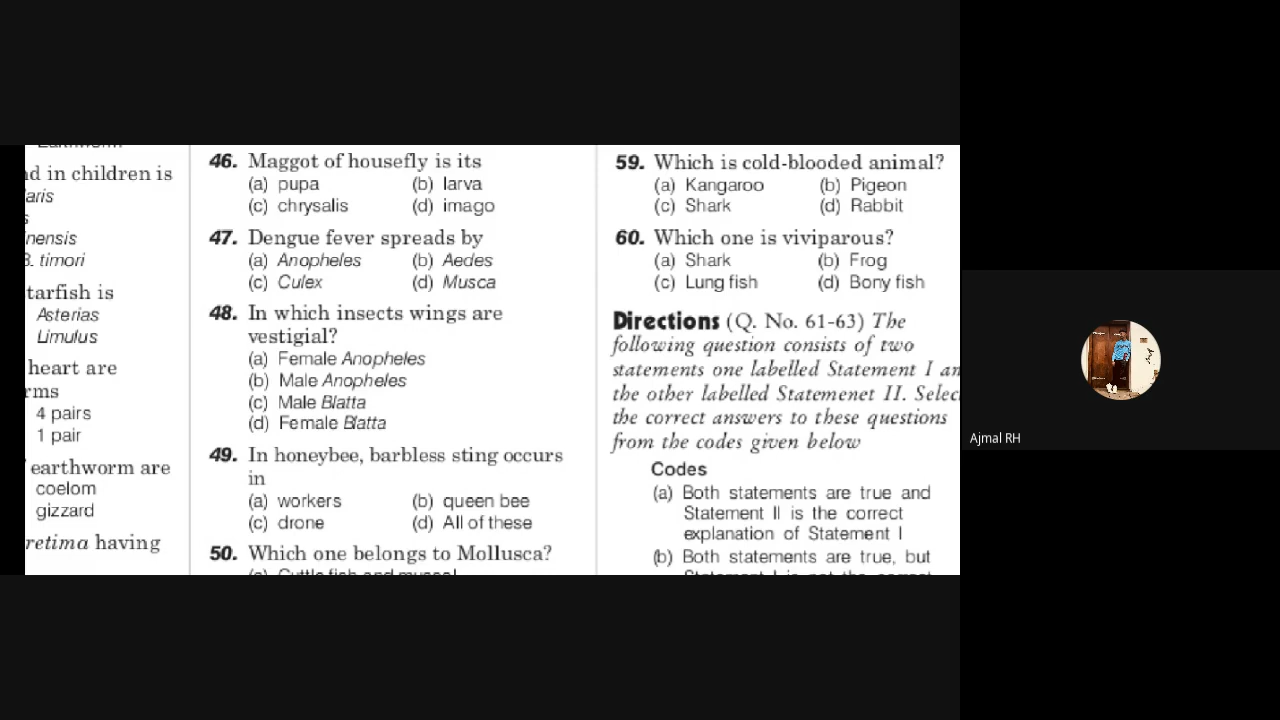 nd in children is
aris
nensis
B. timori
tarfish is
Asterias
Limulus
heart are
rms
4 pairs
1 pair
earthworm are
coelom
gizzard
retima having
46. Maggot of housefly is its
(a) pupa (b) larva
(c) chrysalis (d) imago
47. Dengue fever spreads by
(a) Anopheles (b) Aedes
(c) Culex (d) Musca
48. In which insects wings are
vestigial?
(a) Female Anopheles
(b) Male Anopheles
(c) Male Blatta
(d) Female Blatta
49. In honeybee, barbless sting occurs
in
(a) workers (b) queen bee
(c) drone (d) All of these
50. Which one belongs to Mollusca?
59. Which is cold-blooded animal?
(a) Kangaroo (b) Pigeon
(c) Shark (d) Rabbit
60. Which one is viviparous?
(a) Shark (b) Frog
(c) Lung fish (d) Bony fish
Directions (Q. No. 61-63) The
following question consists of two
statements one labelled Statement I an
the other labelled Statemenet II. Selec
the correct answers to these questions
from the codes given below
Codes
(a) Both statements are true and
Statement II is the correct
explanation of Statement I
(b) Both statements are true, but
Ajmal RH